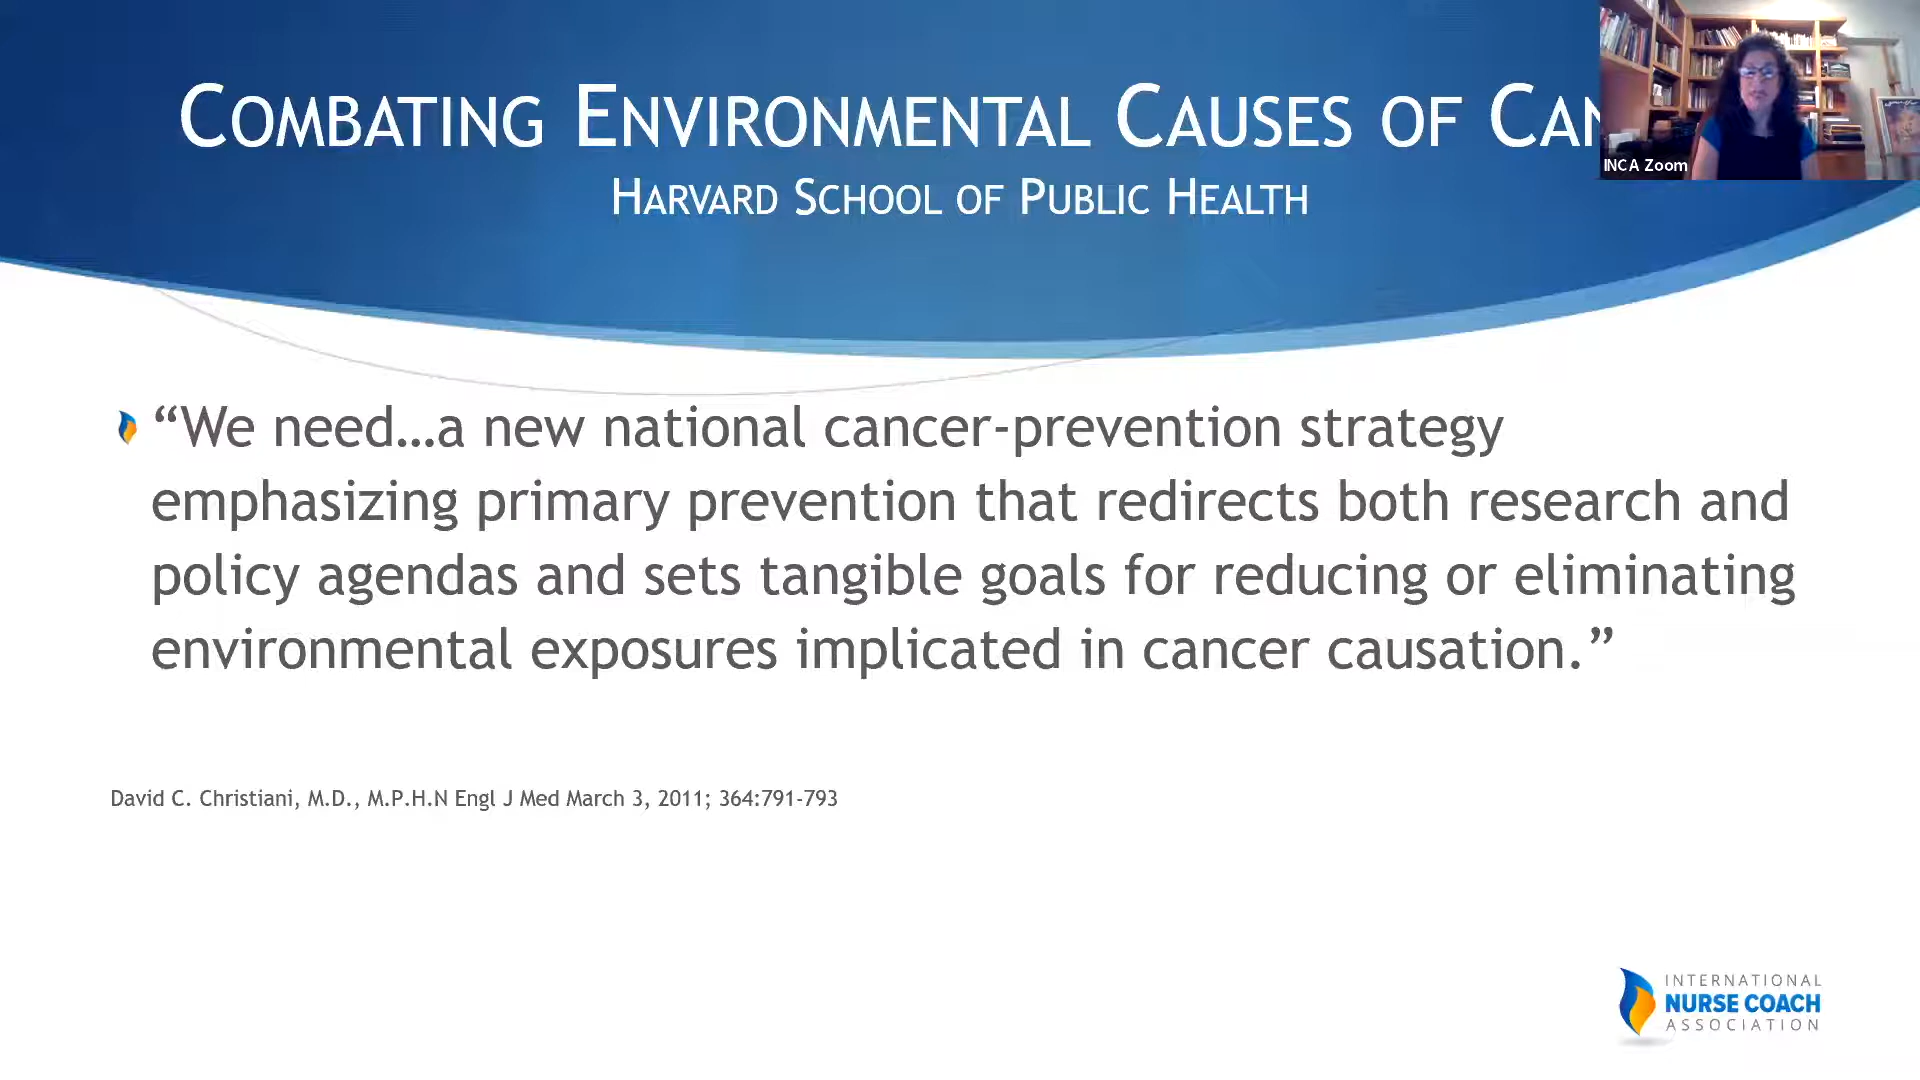 COMBATING ENVIRONMENTAL CAUSES OF CAN
HARVARD SCHOOL OF PUBLIC HEALTH
INCA Zoom
“We need…a new national cancer-prevention strategy
emphasizing primary prevention that redirects both research and
policy agendas and sets tangible goals for reducing or eliminating
environmental exposures implicated in cancer causation.”
David C. Christiani, M.D., M.P.H.N Engl J Med March 3, 2011; 364:791-793
INTERNATIONAL
NURSE COACH
ASSOCIATION